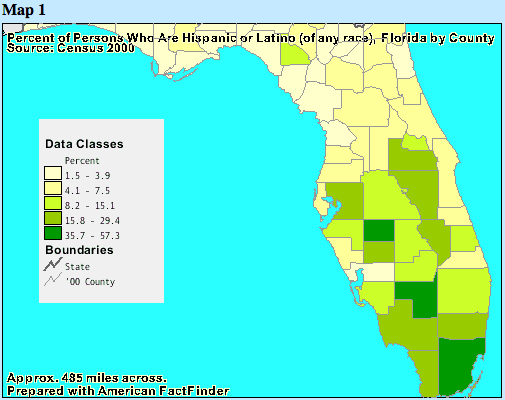 Map 1
Percent of Persons Who Are Hispanic or Latino (of any race), Florida by County
Source: Census 2000
Data Classes
Percent
1.5 - 3.9
4.1 - 7.5
8.2 - 15.1
15.8 - 29.4
35.7 - 57.3
Boundaries
State
'00 County
Approx. 485 miles across.
Prepared with American FactFinder